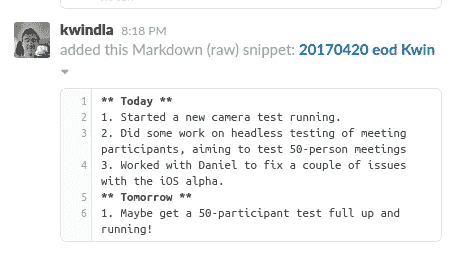 kwindla 8:18 PM
added this Markdown (raw) snippet: 20170420 eod Kwin
1 ** Today **
2 1. Started a new camera test running.
3 2. Did some work on headless testing of meeting
participants, aiming to test 50-person meetings
4 3. Worked with Daniel to fix a couple of issues
with the iOS alpha.
5 ** Tomorrow **
6 1. Maybe get a 50-participant test full up and
running!